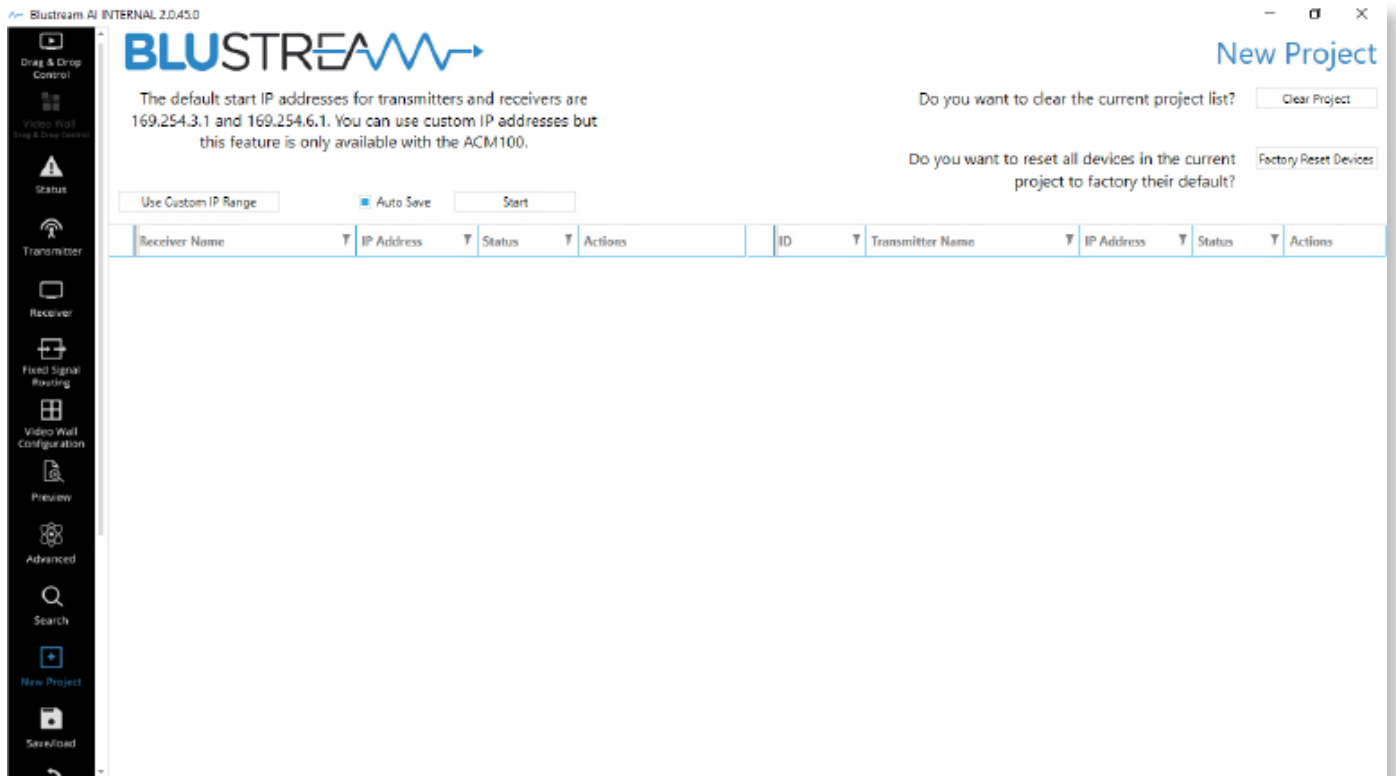 Blustream AI INTERNAL 2.0.45.0
Drag & Drop
Control
Video Wall
Drag & Drop Control
Status
Transmitter
Receiver
Fixed Signal
Routing
Video Wall
Configuration
Preview
Advanced
Search
New Project
Save/load
BLUSTREAM
New Project
The default start IP addresses for transmitters and receivers are
169.254.3.1 and 169.254.6.1. You can use custom IP addresses but
this feature is only available with the ACM100.
Do you want to clear the current project list?
Clear Project
Do you want to reset all devices in the current
project to factory their default?
Factory Reset Devices
Use Custom IP Range
Auto Save
Start
Receiver Name
IP Address
Status
Actions
ID
Transmitter Name
IP Address
Status
Actions